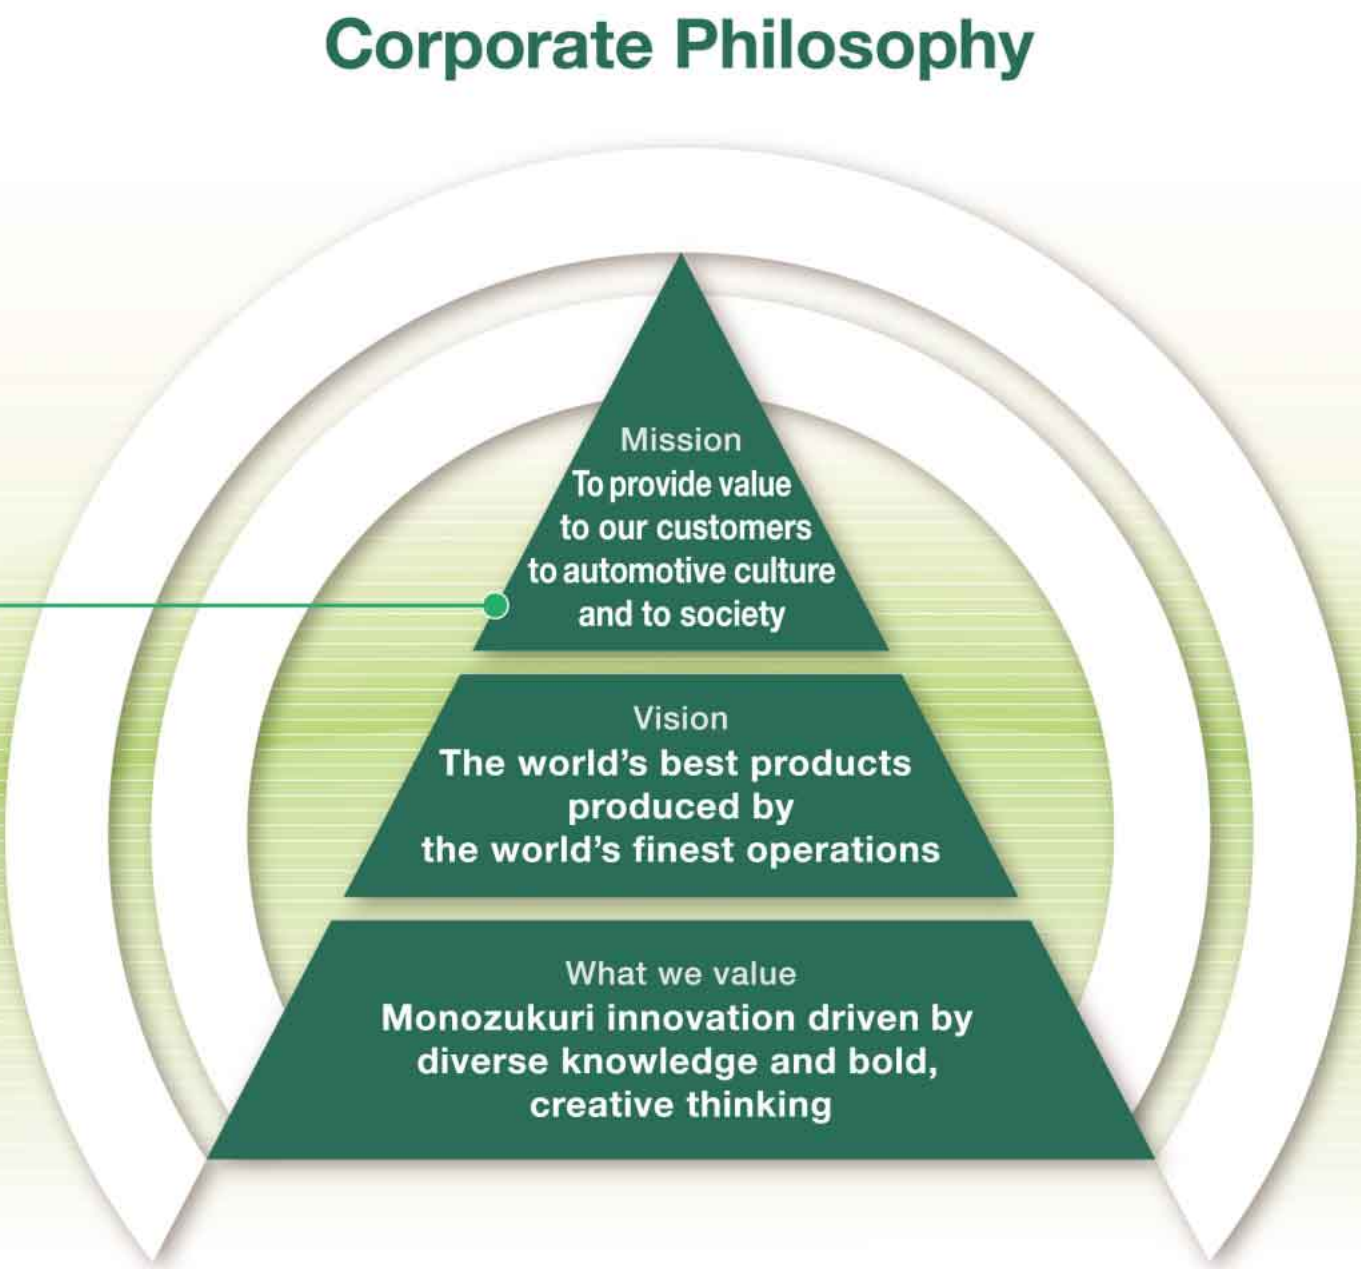 Corporate Philosophy
Mission
To provide value
to our customers
to automotive culture
and to society
Vision
The world's best products
produced by
the world's finest operations
What we value
Monozukuri innovation driven by
diverse knowledge and bold,
creative thinking